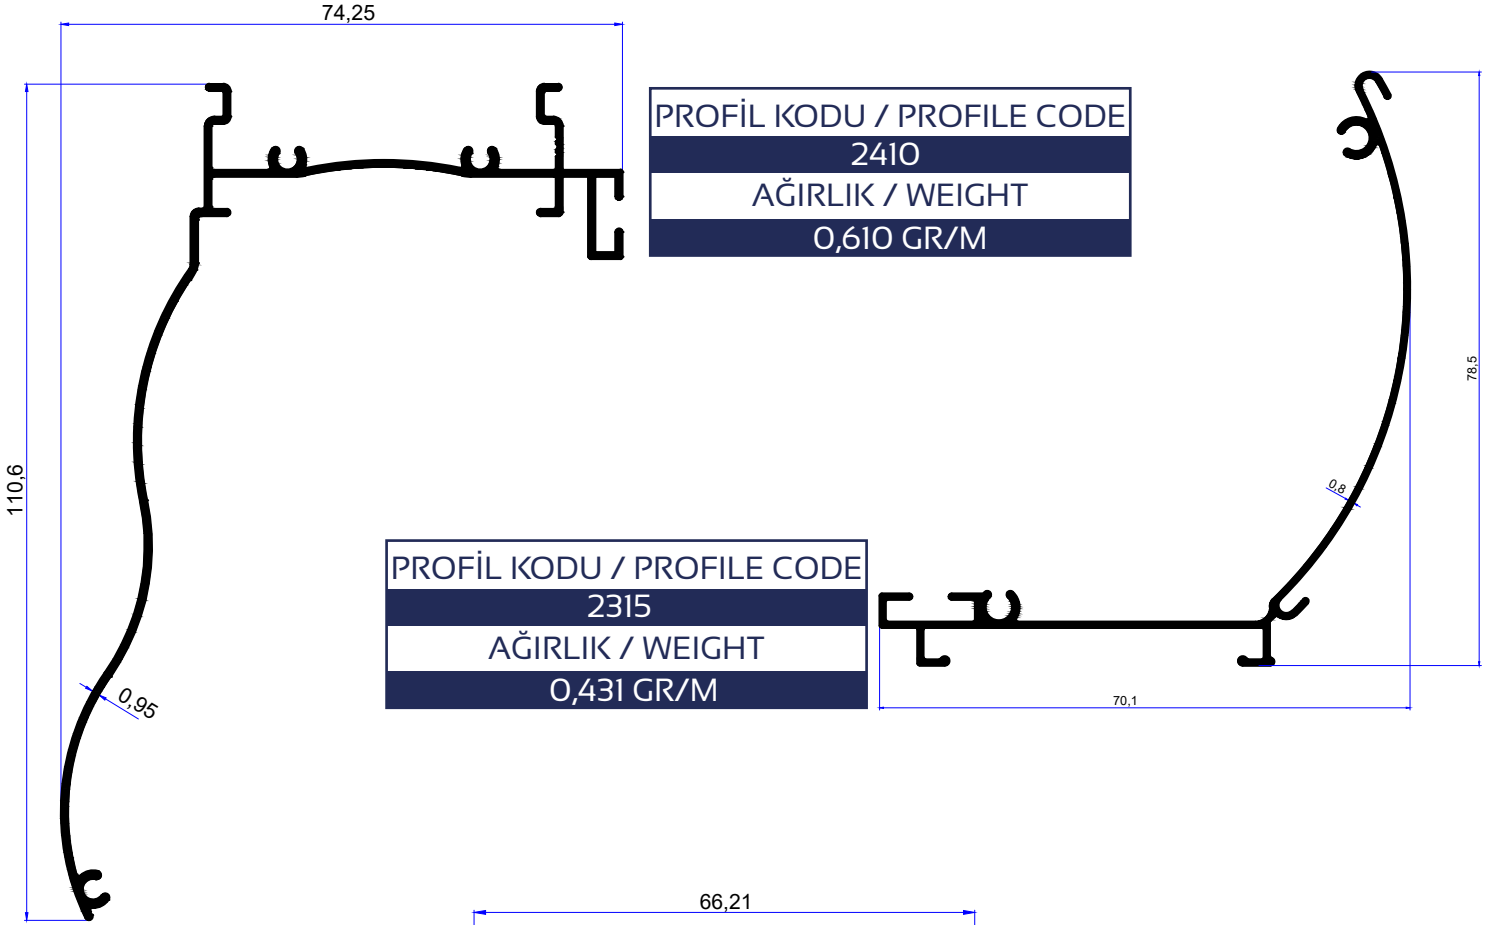 74,25
PROFİL KODU / PROFILE CODE
2410
AĞIRLIK / WEIGHT
0,610 GR/M
78,5
110,6
0,8
PROFİL KODU / PROFILE CODE
2315
AĞIRLIK / WEIGHT
0,431 GR/M
0,95
70,1
66,21